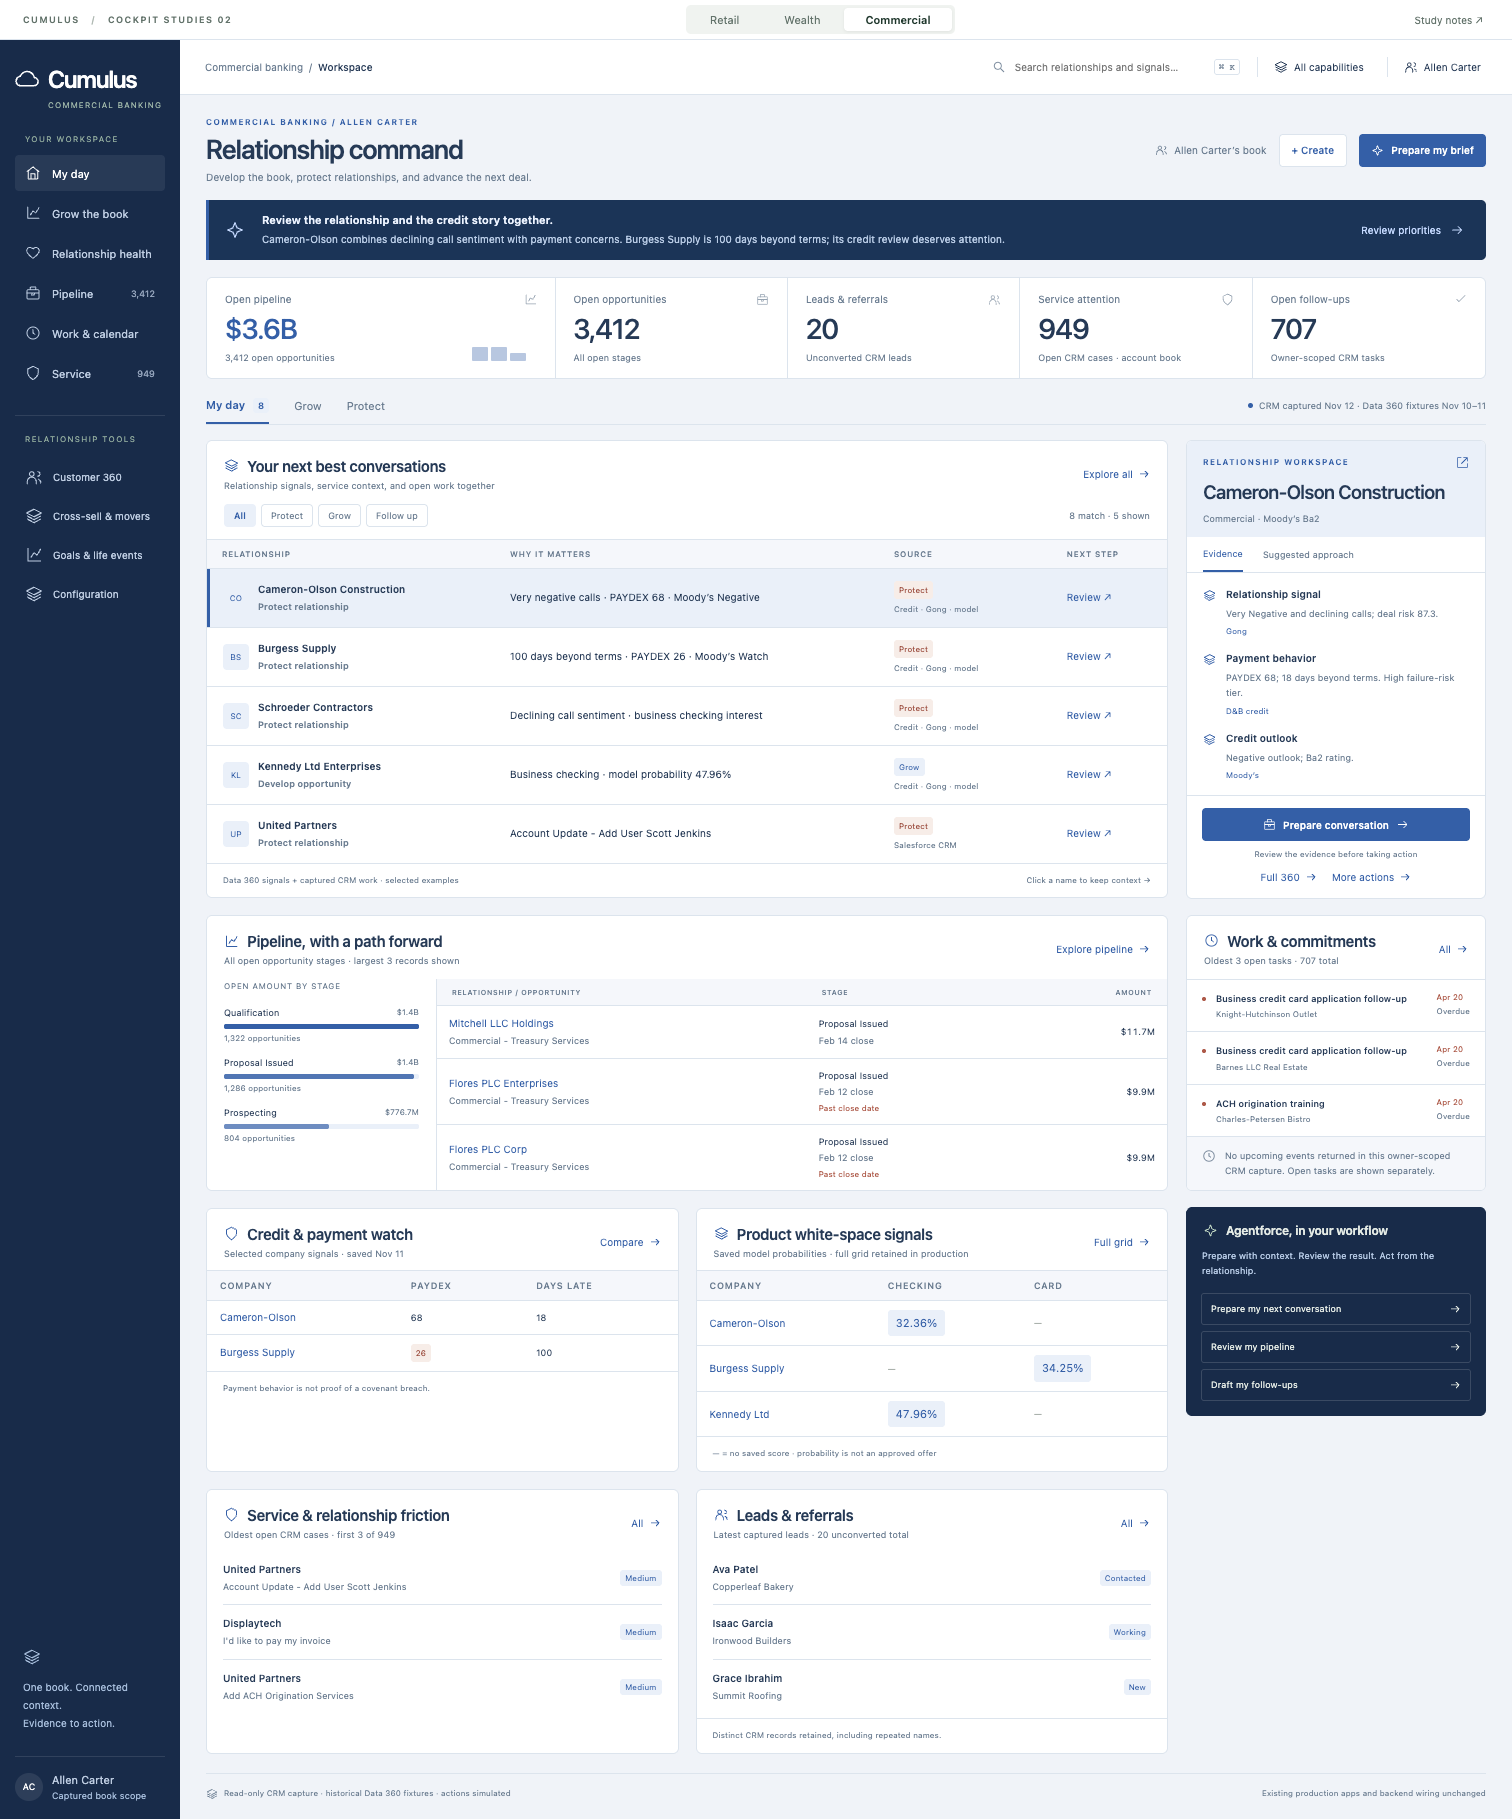 CUMULUS / COCKPIT STUDIES 02
Retail Wealth Commercial
Study notes ↗
Cumulus
COMMERCIAL BANKING
YOUR WORKSPACE
My day
Grow the book
Relationship health
Pipeline 3,412
Work & calendar
Service 949
RELATIONSHIP TOOLS
Customer 360
Cross-sell & movers
Goals & life events
Configuration
One book. Connected
context.
Evidence to action.
AC Allen Carter
Captured book scope
Commercial banking / Workspace
Search relationships and signals... ⌘ K
All capabilities
Allen Carter
COMMERCIAL BANKING / ALLEN CARTER
Relationship command
Develop the book, protect relationships, and advance the next deal.
Allen Carter's book
+ Create
Prepare my brief
Review the relationship and the credit story together.
Cameron-Olson combines declining call sentiment with payment concerns. Burgess Supply is 100 days beyond terms; its credit review deserves attention.
Review priorities →
Open pipeline
$3.6B
3,412 open opportunities
Open opportunities
3,412
All open stages
Leads & referrals
20
Unconverted CRM leads
Service attention
949
Open CRM cases · account book
Open follow-ups
707
Owner-scoped CRM tasks
My day 8 Grow Protect
CRM captured Nov 12 · Data 360 fixtures Nov 10–11
Your next best conversations
Relationship signals, service context, and open work together
Explore all →
All Protect Grow Follow up
8 match · 5 shown
RELATIONSHIP WHY IT MATTERS SOURCE NEXT STEP
CO Cameron-Olson Construction
Protect relationship
Very negative calls · PAYDEX 68 · Moody's Negative
Protect
Credit · Gong · model
Review ↗
BS Burgess Supply
Protect relationship
100 days beyond terms · PAYDEX 26 · Moody's Watch
Protect
Credit · Gong · model
Review ↗
SC Schroeder Contractors
Protect relationship
Declining call sentiment · business checking interest
Protect
Credit · Gong · model
Review ↗
KL Kennedy Ltd Enterprises
Develop opportunity
Business checking · model probability 47.96%
Grow
Credit · Gong · model
Review ↗
UP United Partners
Protect relationship
Account Update - Add User Scott Jenkins
Protect
Salesforce CRM
Review ↗
Data 360 signals + captured CRM work · selected examples
Click a name to keep context →
RELATIONSHIP WORKSPACE
Cameron-Olson Construction
Commercial · Moody's Ba2
Evidence Suggested approach
Relationship signal
Very Negative and declining calls; deal risk 87.3.
Gong
Payment behavior
PAYDEX 68; 18 days beyond terms. High failure-risk
tier.
D&B credit
Credit outlook
Negative outlook; Ba2 rating.
Moody's
Prepare conversation →
Review the evidence before taking action
Full 360 → More actions →
Pipeline, with a path forward
All open opportunity stages · largest 3 records shown
Explore pipeline →
OPEN AMOUNT BY STAGE
Qualification $1.4B
1,322 opportunities
Proposal Issued $1.4B
1,286 opportunities
Prospecting $776.7M
804 opportunities
RELATIONSHIP / OPPORTUNITY STAGE AMOUNT
Mitchell LLC Holdings
Commercial - Treasury Services
Proposal Issued
Feb 14 close
$11.7M
Flores PLC Enterprises
Commercial - Treasury Services
Proposal Issued
Feb 12 close
Past close date
$9.9M
Flores PLC Corp
Commercial - Treasury Services
Proposal Issued
Feb 12 close
Past close date
$9.9M
Work & commitments
Oldest 3 open tasks · 707 total
All →
Business credit card application follow-up
Knight-Hutchinson Outlet
Apr 20
Overdue
Business credit card application follow-up
Barnes LLC Real Estate
Apr 20
Overdue
ACH origination training
Charles-Petersen Bistro
Apr 20
Overdue
No upcoming events returned in this owner-scoped
CRM capture. Open tasks are shown separately.
Credit & payment watch
Selected company signals · saved Nov 11
Compare →
COMPANY PAYDEX DAYS LATE
Cameron-Olson 68 18
Burgess Supply 26 100
Payment behavior is not proof of a covenant breach.
Product white-space signals
Saved model probabilities · full grid retained in production
Full grid →
COMPANY CHECKING CARD
Cameron-Olson 32.36% —
Burgess Supply — 34.25%
Kennedy Ltd 47.96% —
— = no saved score · probability is not an approved offer
Agentforce, in your workflow
Prepare with context. Review the result. Act from the
relationship.
Prepare my next conversation →
Review my pipeline →
Draft my follow-ups →
Service & relationship friction
Oldest open CRM cases · first 3 of 949
All →
United Partners
Account Update - Add User Scott Jenkins
Medium
Displaytech
I'd like to pay my invoice
Medium
United Partners
Add ACH Origination Services
Medium
Leads & referrals
Latest captured leads · 20 unconverted total
All →
Ava Patel
Copperleaf Bakery
Contacted
Isaac Garcia
Ironwood Builders
Working
Grace Ibrahim
Summit Roofing
New
Distinct CRM records retained, including repeated names.
Read-only CRM capture · historical Data 360 fixtures · actions simulated
Existing production apps and backend wiring unchanged